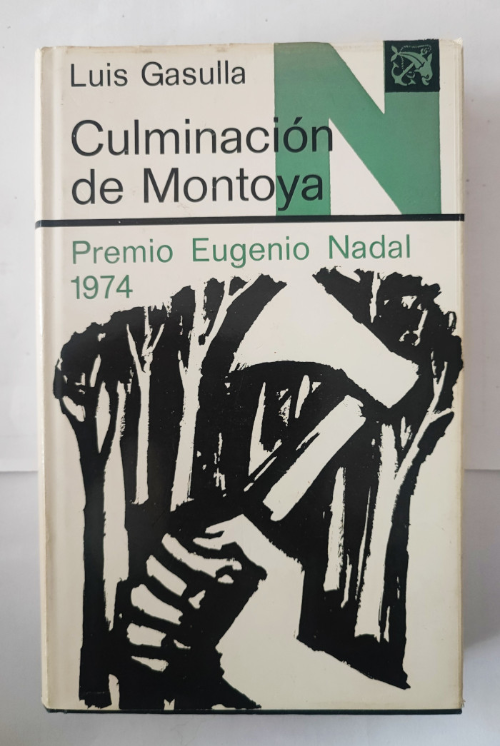 Luis Gasulla
Culminación
de Montoya
N
Premio Eugenio Nadal
1974